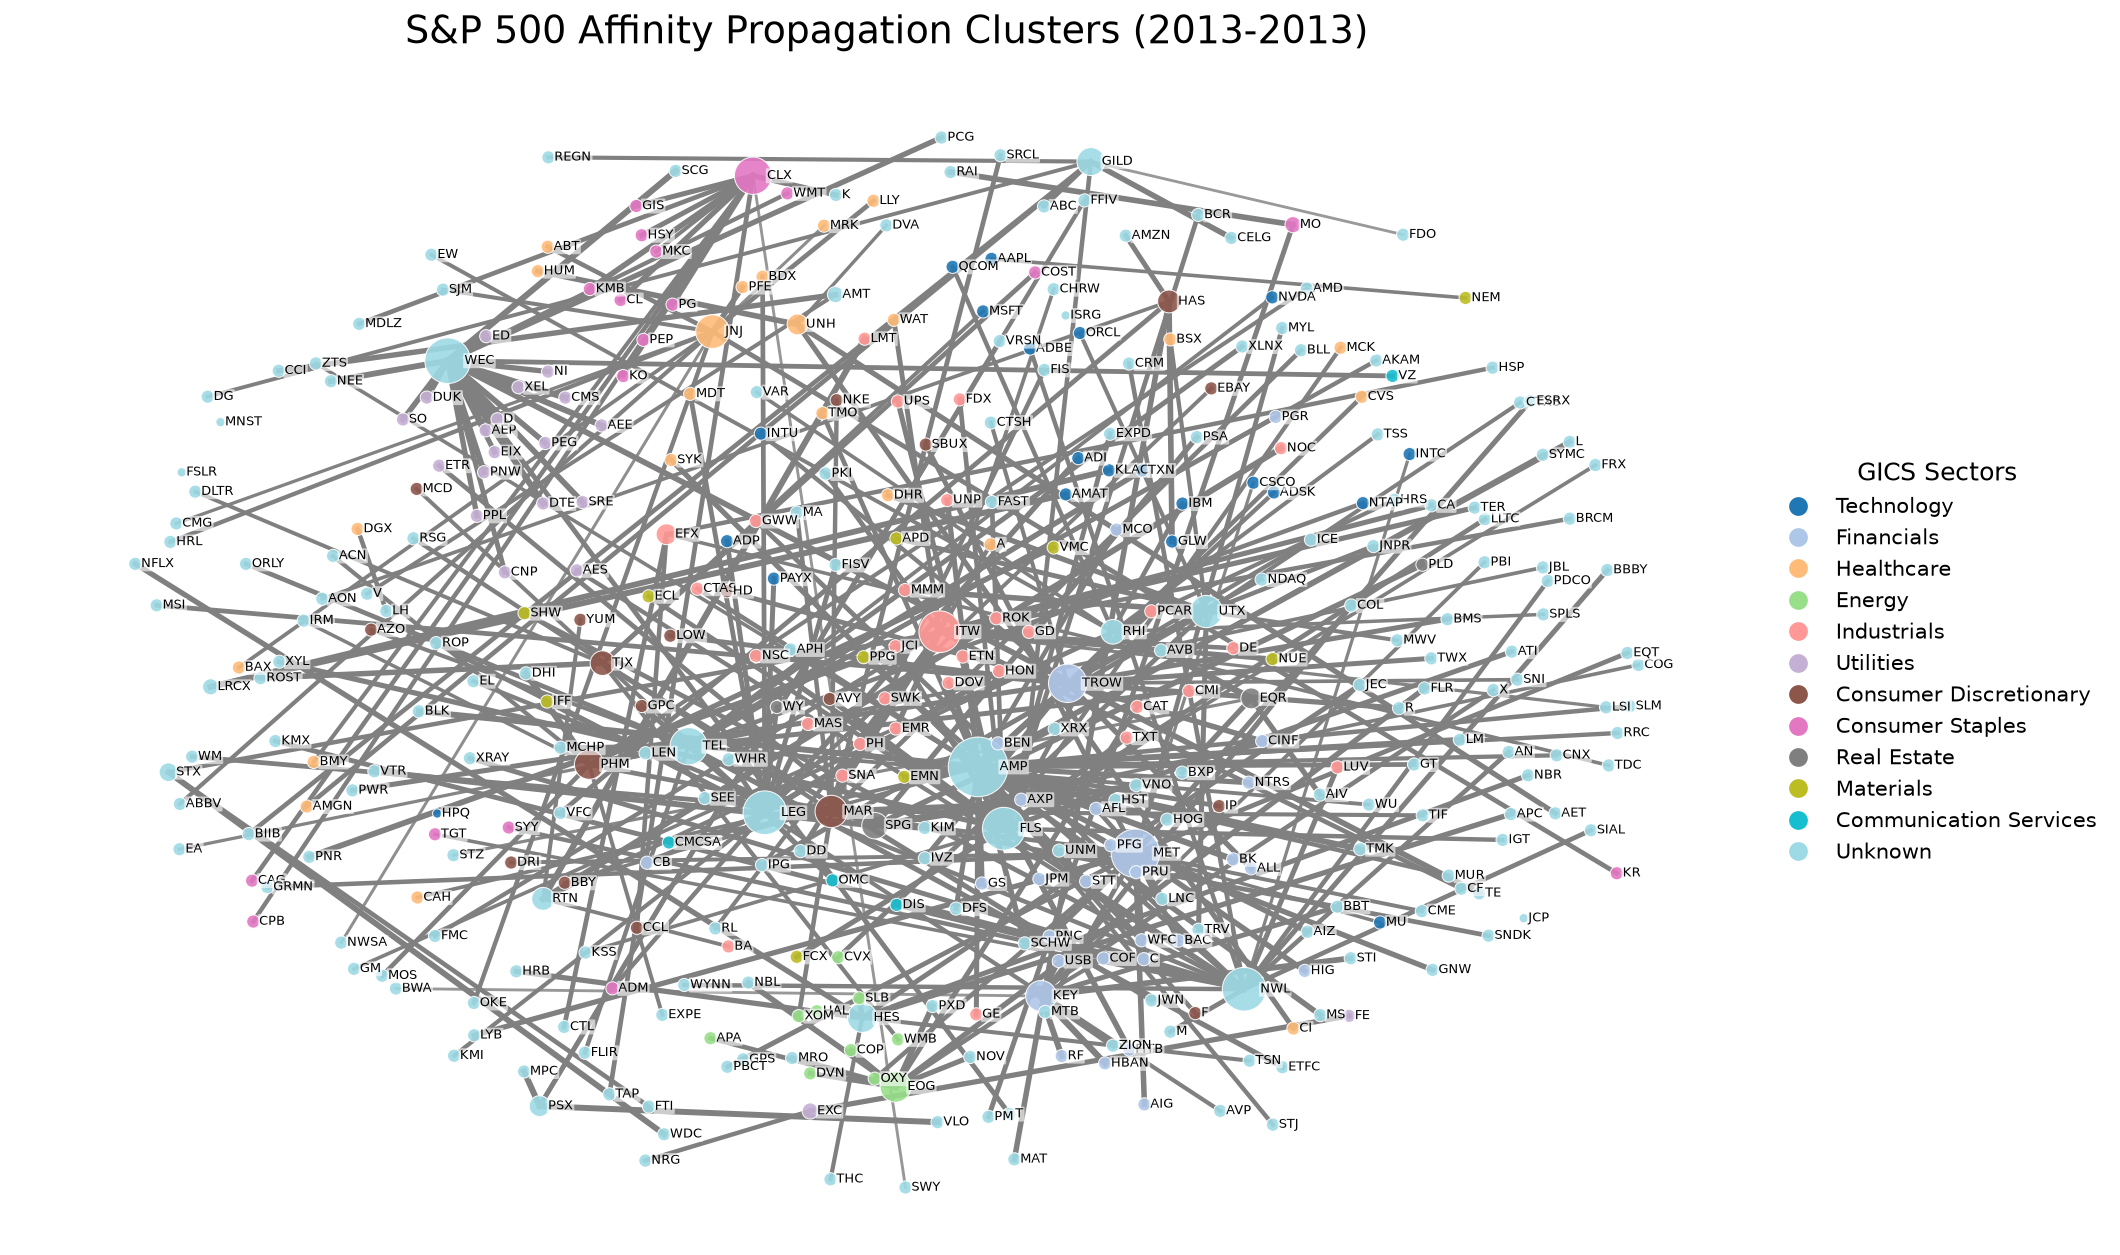 S&P 500 Affinity Propagation Clusters (2013-2013)
PCG
REGN
SRCL
GILD
SCG
RAI
CLX
WMT
K
LLY
GIS
ABC
FFIV
BCR
MO
MRK
DVA
HSY
AMZN
CELG
FDO
ABT
MKC
EW
QCOM
AAPL
HUM
BDX
COST
SJM
KMB
PFE
CL
AMT
CHRW
AMD
NVDA
NEM
PG
HAS
MSFT
ISRG
MDLZ
JNJ
UNH
WAT
MYL
ED
PEP
LMT
VRSN
ORCL
BSX
ADBE
XLNX
BLL
MCK
ZTS
WEC
CRM
AKAM
CCI
NI
KO
FIS
VZ
HSP
NEE
XEL
EBAY
DG
DUK
CMS
MDT
VAR
NKE
UPS
FDX
CVS
ESRX
MNST
SO
D
TMO
PGR
AEP
AEE
CTSH
INTU
EXPD
PSA
TSS
PEG
SBUX
L
EIX
NOC
SYMC
ETR
SYK
ADI
INTC
FSLR
PNW
PKI
KLAC
TXN
FRX
CSCO
DLTR
MCD
DHR
AMAT
ADSK
DTE
SRE
UNP
FAST
IBM
NTAP
HRS
CA
TER
PPL
MA
LLTC
BRCM
CMG
GWW
DGX
EFX
MCO
HRL
RSG
ADP
APD
A
VMC
GLW
ICE
JNPR
ACN
NFLX
ORLY
CNP
AES
FISV
PLD
PBI
JBL
BBBY
PAYX
NDAQ
PDCO
V
CTAS
HD
MMM
AON
ECL
MSI
LH
SHW
PCAR
UTX
COL
SPLS
IRM
YUM
ROK
BMS
AZO
LOW
ITW
GD
RHI
MWV
ROP
APH
JCI
DE
AVB
ATI
EQT
XYL
TJX
NSC
PPG
ETN
NUE
TWX
COG
BAX
ROST
DHI
HON
EL
DOV
TROW
JEC
SNI
LRCX
CMI
FLR
X
IFF
GPC
WY
AVY
SWK
EQR
CAT
R
LSI
SLM
BLK
MAS
EMR
XRX
RRC
KMX
MCHP
LEN
TEL
PH
BEN
TXT
CINF
LM
AN
CNX
WM
BMY
XRAY
PHM
WHR
AMP
LUV
GT
TDC
STX
VTR
SNA
EMN
BXP
NBR
PWR
VNO
NTRS
SEE
AXP
HST
AIV
WU
ABBV
AMGN
HPQ
VFC
LEG
MAR
AFL
IP
APC
AET
TIF
SYY
SPG
KIM
FLS
HOG
BIIB
TGT
SIAL
CMCSA
PFG
IGT
EA
PNR
STZ
DD
UNM
MET
TMK
DRI
CB
IPG
IVZ
BK
ALL
PRU
MUR
KR
CAG
GRMN
BBY
OMC
GS
JPM
STT
CF
TE
CAH
RTN
LNC
DIS
DFS
BBT
CME
JCP
CPB
CCL
RL
TRV
MU
AIZ
SNDK
FMC
NWSA
BA
SCHW
PNC
WFC
BAC
KSS
FCX
CVX
USB
COF
C
STI
GM
HRB
HIG
GNW
MOS
BWA
ADM
WYNN
NBL
KEY
NWL
OKE
SLB
JWN
EXPE
XOM
HAL
HES
PXD
GE
MTB
F
MS
FE
CTL
CI
LYB
APA
WMB
M
KMI
FLIR
COP
ZION
GPS
MRO
NOV
RF
HBAN
TSN
ETFC
PBCT
MPC
DVN
OXY
EOG
TAP
PSX
FTI
EXC
AIG
AVP
PM
T
VLO
STJ
WDC
NRG
MAT
THC
SWY
GICS Sectors
Technology
Financials
Healthcare
Energy
Industrials
Utilities
Consumer Discretionary
Consumer Staples
Real Estate
Materials
Communication Services
Unknown